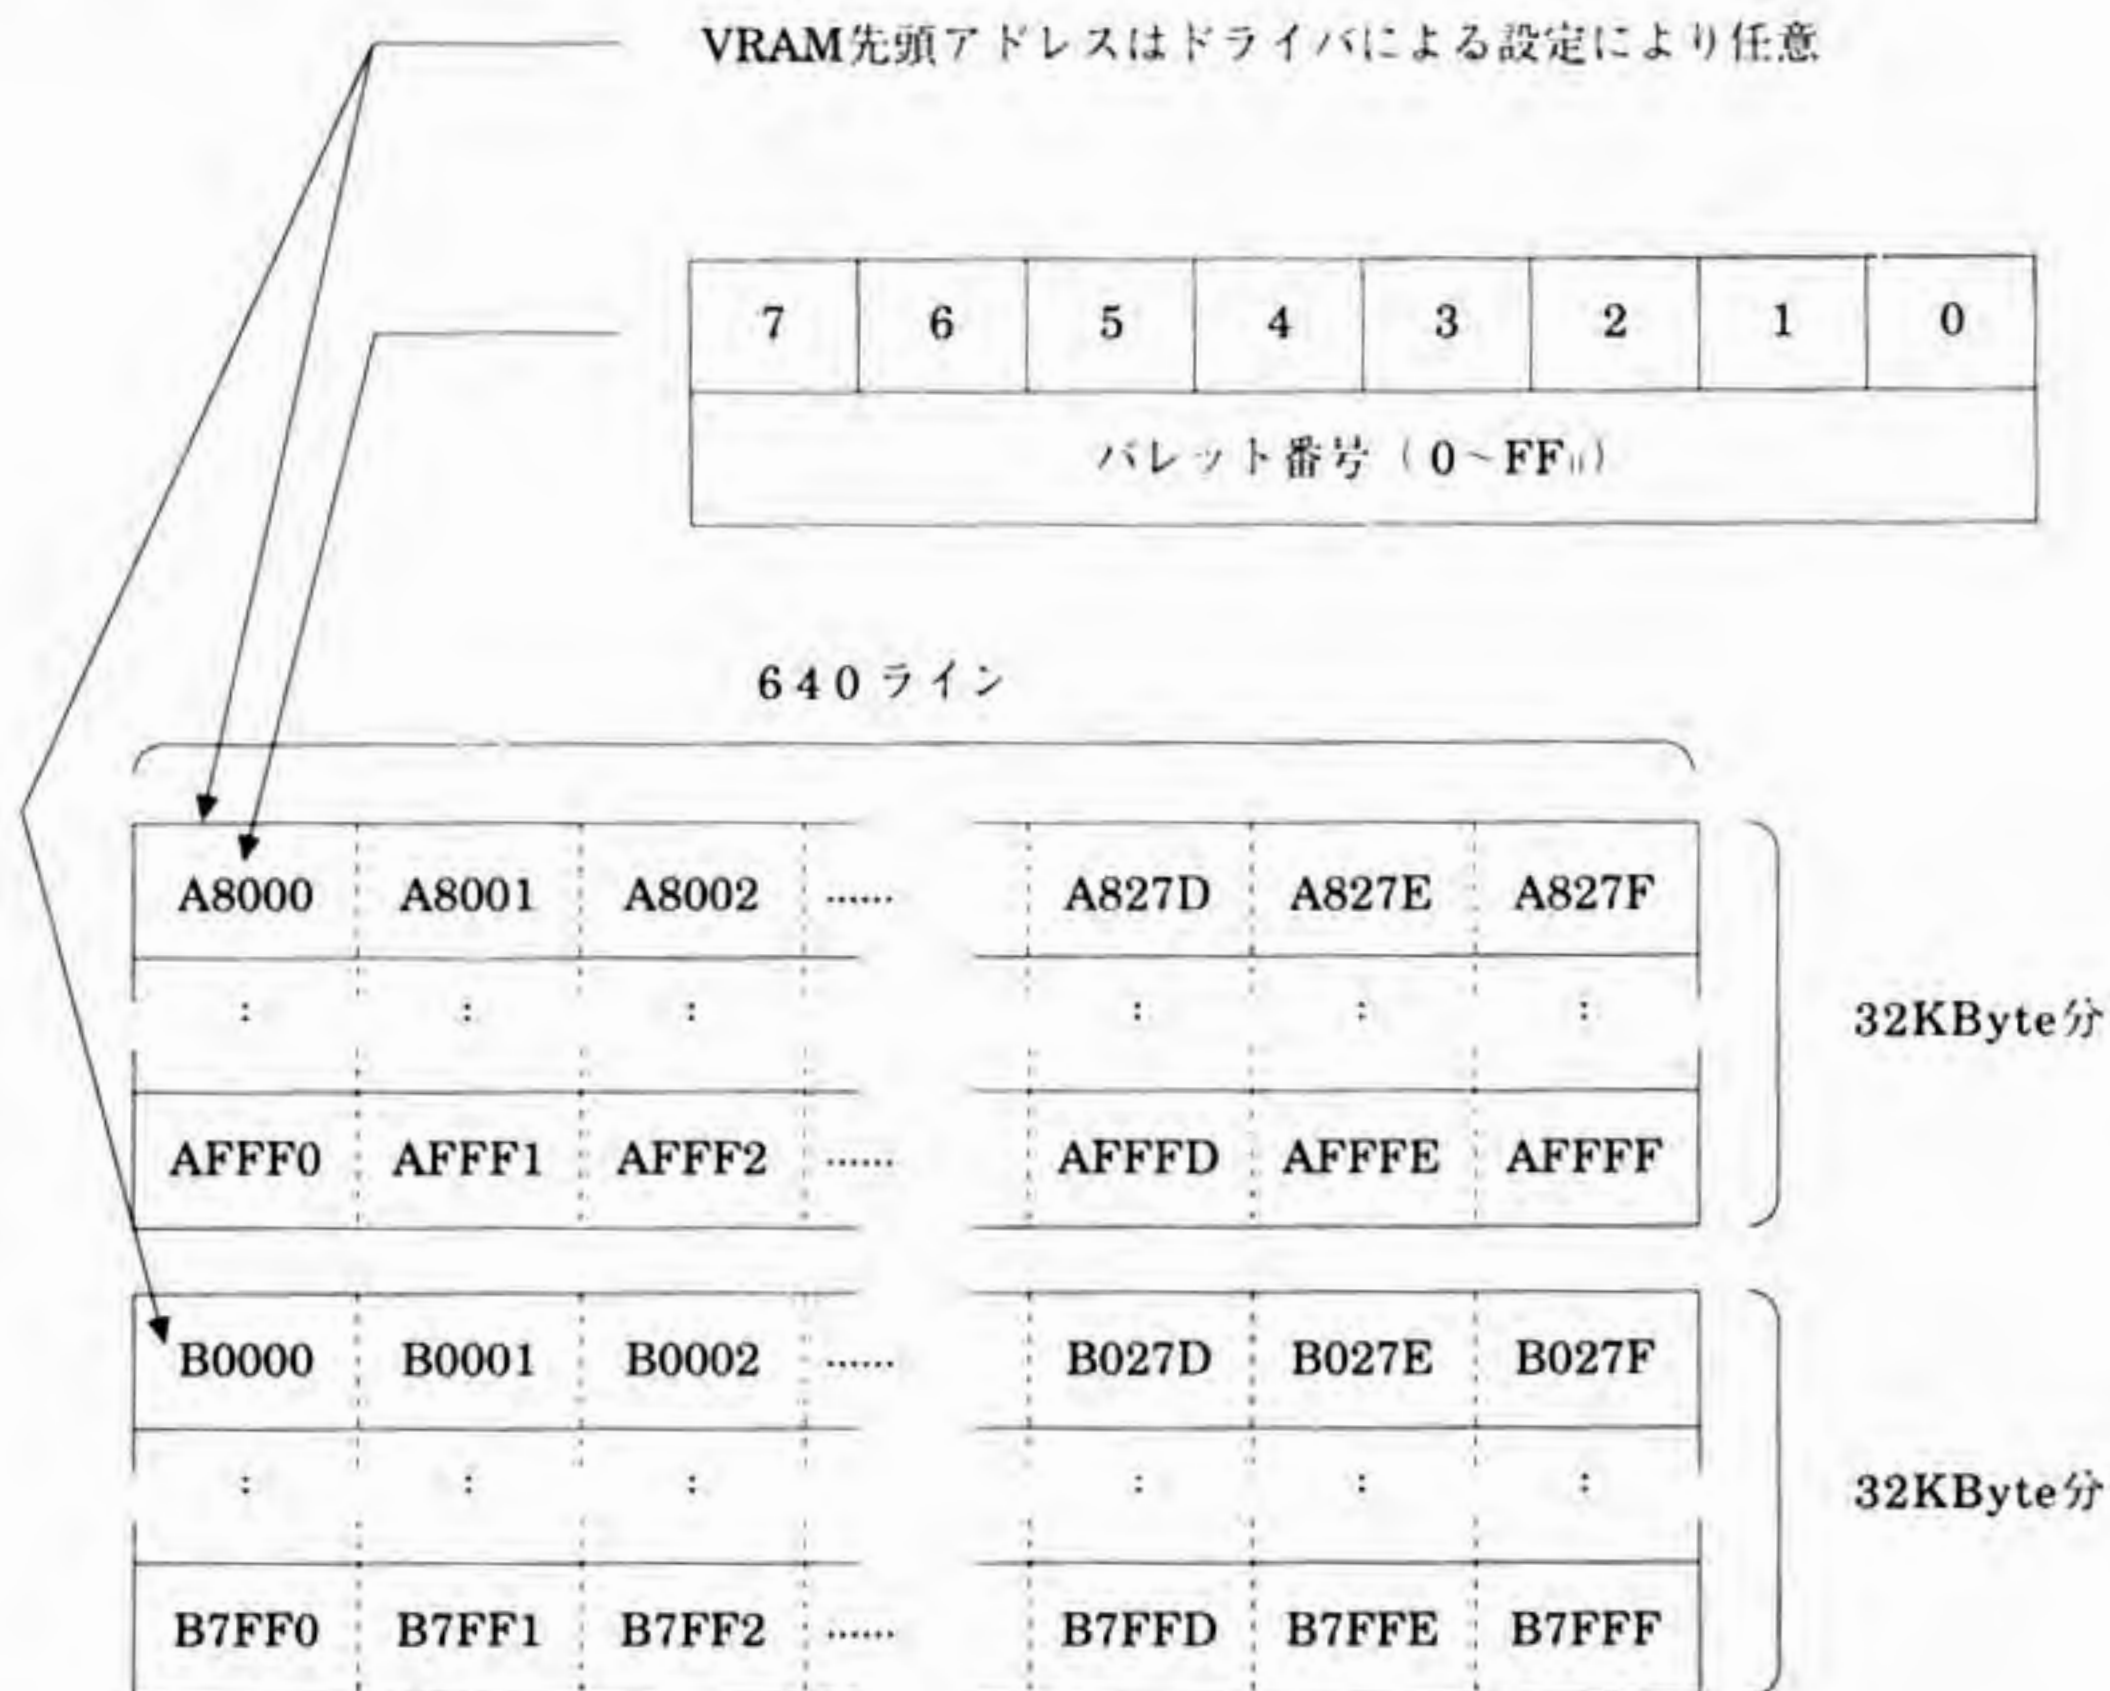 VRAM先頭アドレスはドライバによる設定により任意
7 6 5 4 3 2 1 0
パレット番号（0~FFH）
640ライン
A8000 A8001 A8002 …… A827D A827E A827F
： ： ： ： ： ：
AFFF0 AFFF1 AFFF2 …… AFFFD AFFFE AFFFF
32KByte分
B0000 B0001 B0002 …… B027D B027E B027F
： ： ： ： ： ：
B7FF0 B7FF1 B7FF2 …… B7FFD B7FFE B7FFF
32KByte分